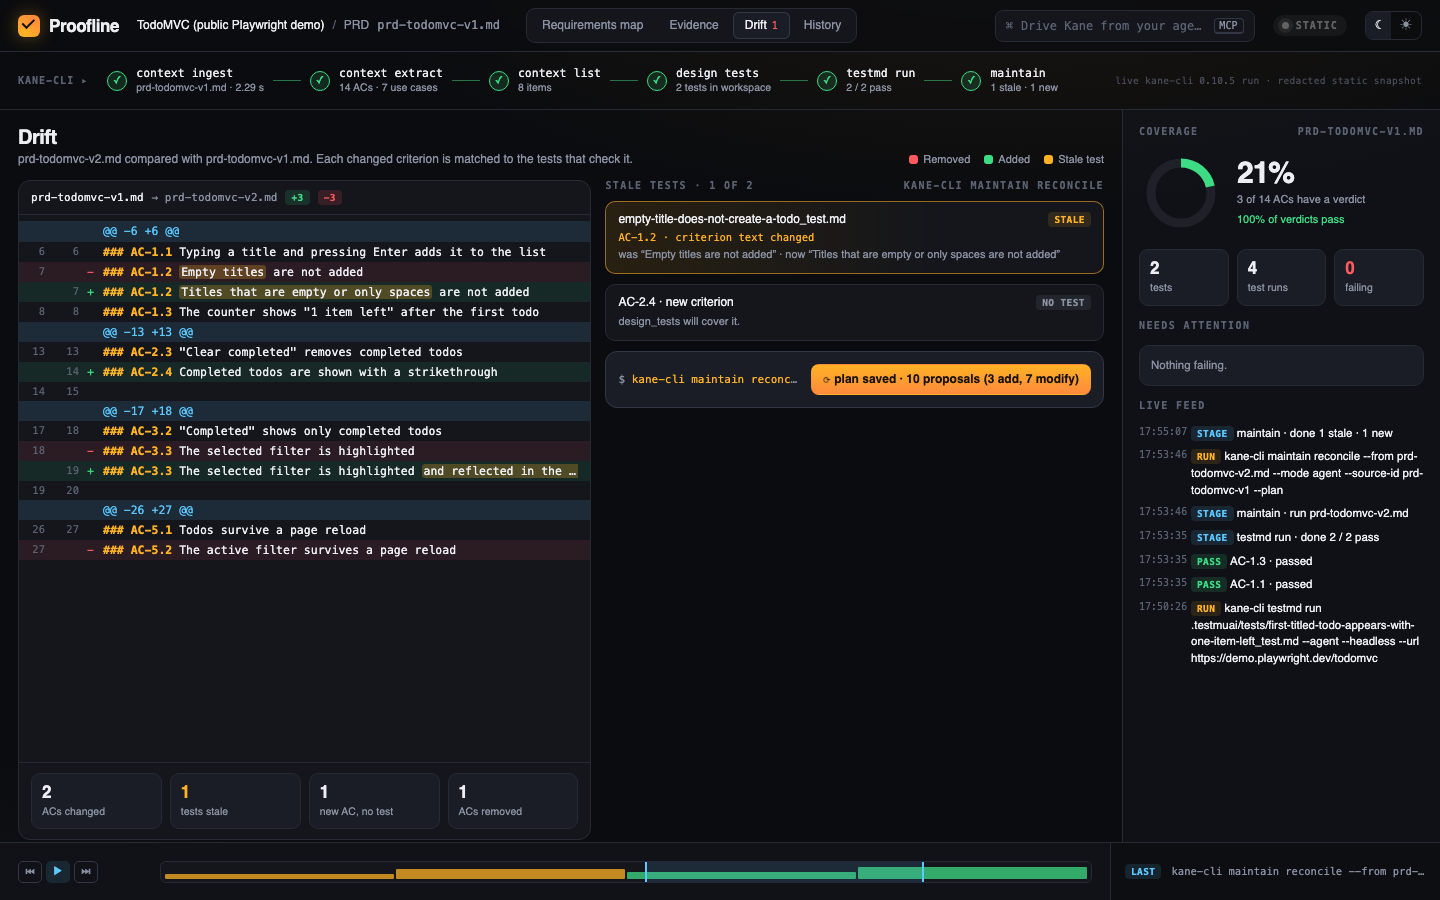 Proofline
TodoMVC (public Playwright demo) / PRD prd-todomvc-v1.md
Requirements map
Evidence
Drift 1
History
⌘ Drive Kane from your age… MCP
STATIC
KANE-CLI ▸
context ingest
prd-todomvc-v1.md · 2.29 s
context extract
14 ACs · 7 use cases
context list
8 items
design tests
2 tests in workspace
testmd run
2 / 2 pass
maintain
1 stale · 1 new
live kane-cli 0.10.5 run · redacted static snapshot
Drift
prd-todomvc-v2.md compared with prd-todomvc-v1.md. Each changed criterion is matched to the tests that check it.
Removed
Added
Stale test
prd-todomvc-v1.md → prd-todomvc-v2.md +3 −3
@@ −6 +6 @@
6 6 ### AC-1.1 Typing a title and pressing Enter adds it to the list
7 − ### AC-1.2 Empty titles are not added
7 + ### AC-1.2 Titles that are empty or only spaces are not added
8 8 ### AC-1.3 The counter shows "1 item left" after the first todo
@@ −13 +13 @@
13 13 ### AC-2.3 "Clear completed" removes completed todos
14 + ### AC-2.4 Completed todos are shown with a strikethrough
14 15
@@ −17 +18 @@
17 18 ### AC-3.2 "Completed" shows only completed todos
18 − ### AC-3.3 The selected filter is highlighted
19 + ### AC-3.3 The selected filter is highlighted and reflected in the …
19 20
@@ −26 +27 @@
26 27 ### AC-5.1 Todos survive a page reload
27 − ### AC-5.2 The active filter survives a page reload
2
ACs changed
1
tests stale
1
new AC, no test
1
ACs removed
STALE TESTS · 1 OF 2
KANE-CLI MAINTAIN RECONCILE
empty-title-does-not-create-a-todo_test.md STALE
AC-1.2 · criterion text changed
was “Empty titles are not added” · now “Titles that are empty or only spaces are not added”
AC-2.4 · new criterion NO TEST
design_tests will cover it.
$ kane-cli maintain reconc…
⟳ plan saved · 10 proposals (3 add, 7 modify)
COVERAGE PRD-TODOMVC-V1.MD
21%
3 of 14 ACs have a verdict
100% of verdicts pass
2
tests
4
test runs
0
failing
NEEDS ATTENTION
Nothing failing.
LIVE FEED
17:55:07 STAGE maintain · done 1 stale · 1 new
17:53:46 RUN kane-cli maintain reconcile --from prd-
todomvc-v2.md --mode agent --source-id prd-
todomvc-v1 --plan
17:53:46 STAGE maintain · run prd-todomvc-v2.md
17:53:35 STAGE testmd run · done 2 / 2 pass
17:53:35 PASS AC-1.3 · passed
17:53:35 PASS AC-1.1 · passed
17:50:26 RUN kane-cli testmd run
.testmuai/tests/first-titled-todo-appears-with-
one-item-left_test.md --agent --headless --url
https://demo.playwright.dev/todomvc
LAST kane-cli maintain reconcile --from prd-…